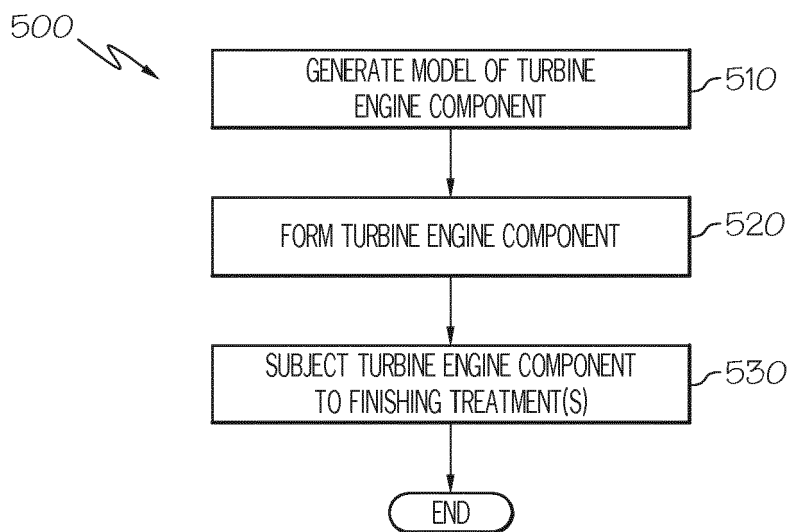 500
GENERATE MODEL OF TURBINE
ENGINE COMPONENT
510
FORM TURBINE ENGINE COMPONENT
520
SUBJECT TURBINE ENGINE COMPONENT
TO FINISHING TREATMENT(S)
530
END